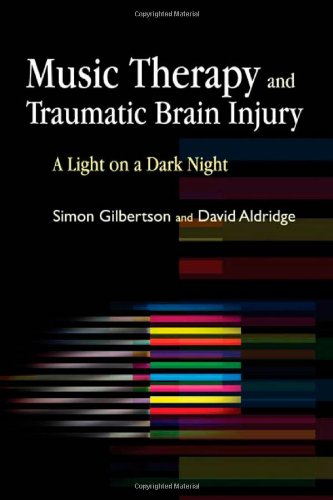 Music Therapy and
Traumatic Brain Injury
A Light on a Dark Night
Simon Gilbertson and David Aldridge